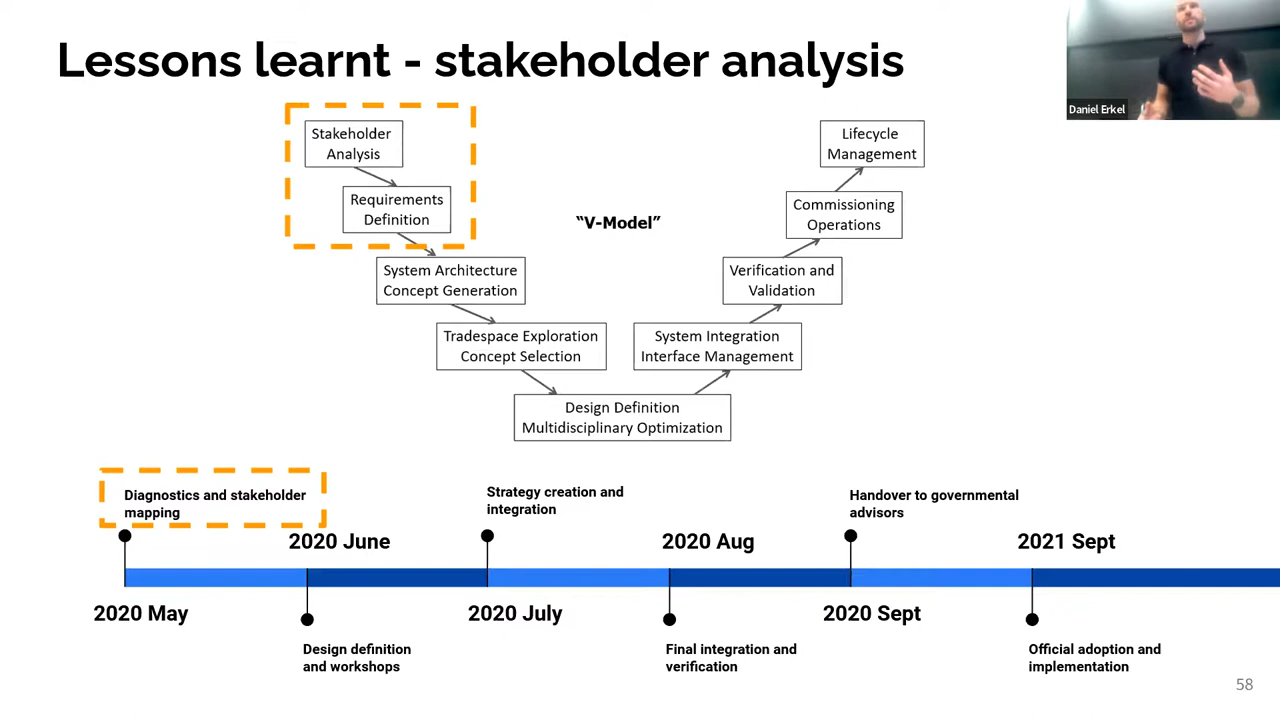 Lessons learnt - stakeholder analysis
Daniel Erkel
Stakeholder
Analysis
Requirements
Definition
System Architecture
Concept Generation
Tradespace Exploration
Concept Selection
Design Definition
Multidisciplinary Optimization
System Integration
Interface Management
Verification and
Validation
Commissioning
Operations
Lifecycle
Management
“V-Model”
Diagnostics and stakeholder
mapping
2020 May
2020 June
Design definition
and workshops
Strategy creation and
integration
2020 July
2020 Aug
Final integration and
verification
Handover to governmental
advisors
2020 Sept
2021 Sept
Official adoption and
implementation
58